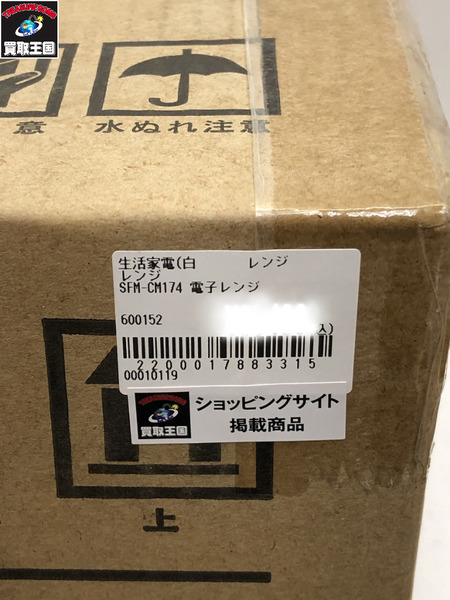 買取王国
意 水ぬれ注意
生活家電(白 レンジ
レンジ
SFM-CM174 電子レンジ
600152
込)
2200017883315
00010119
買取王国
ショッピングサイト
掲載商品
上